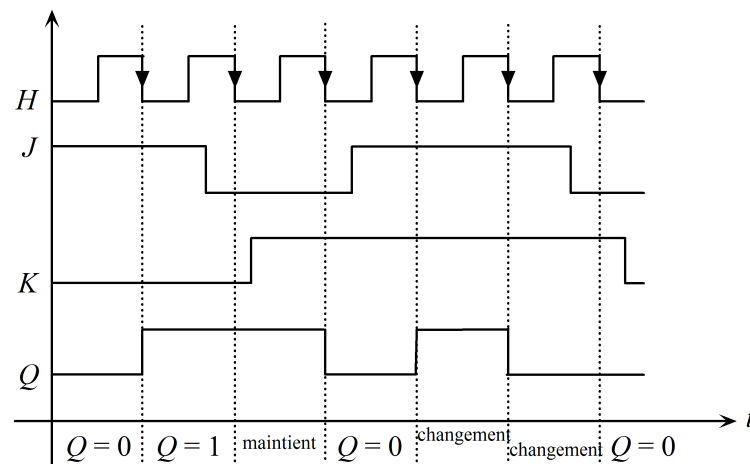 H
J
K
Q
t
Q = 0 Q = 1 maintient Q = 0 changement changement Q = 0